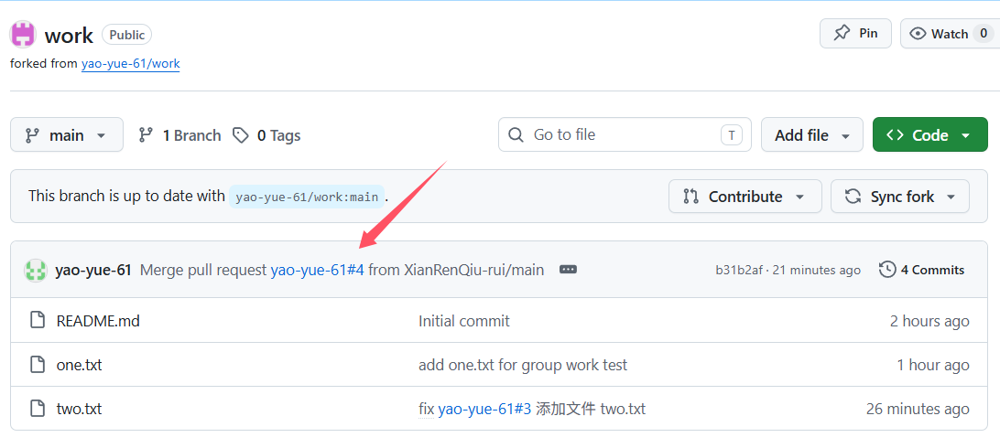 work Public Pin Watch 0
forked from yao-yue-61/work
main 1 Branch 0 Tags Go to file T Add file Code
This branch is up to date with yao-yue-61/work:main . Contribute Sync fork
yao-yue-61 Merge pull request yao-yue-61#4 from XianRenQiu-rui/main b31b2af · 21 minutes ago 4 Commits
README.md Initial commit 2 hours ago
one.txt add one.txt for group work test 1 hour ago
two.txt fix yao-yue-61#3 添加文件 two.txt 26 minutes ago